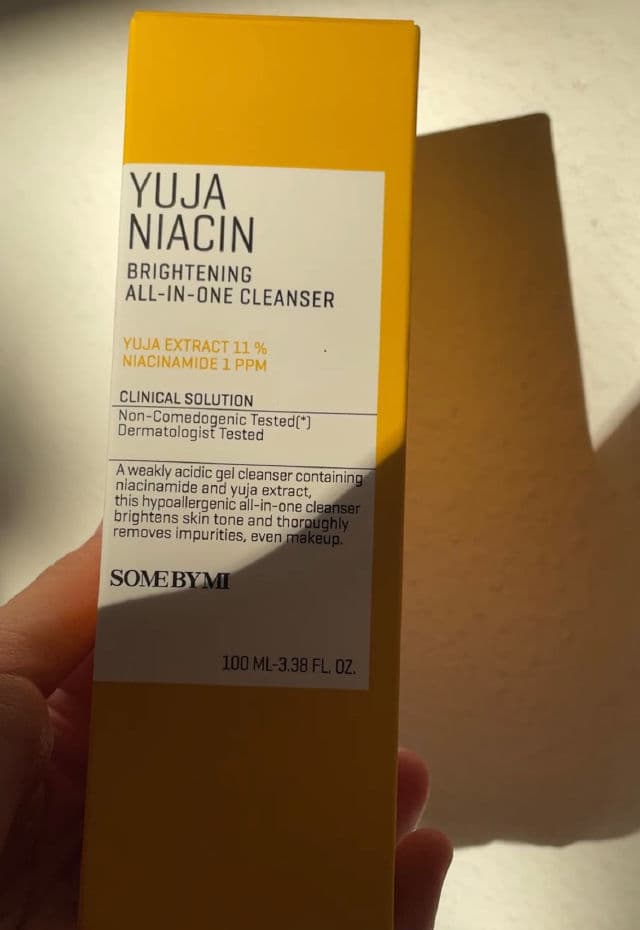 YUJA
NIACIN
BRIGHTENING
ALL-IN-ONE CLEANSER
YUJA EXTRACT 11 %
NIACINAMIDE 1 PPM
CLINICAL SOLUTION
Non-Comedogenic Tested(*)
Dermatologist Tested
A weakly acidic gel cleanser containing
niacinamide and yuja extract,
this hypoallergenic all-in-one cleanser
brightens skin tone and thoroughly
removes impurities, even makeup.
SOMEBYMI
100 ML-3.38 FL. OZ.